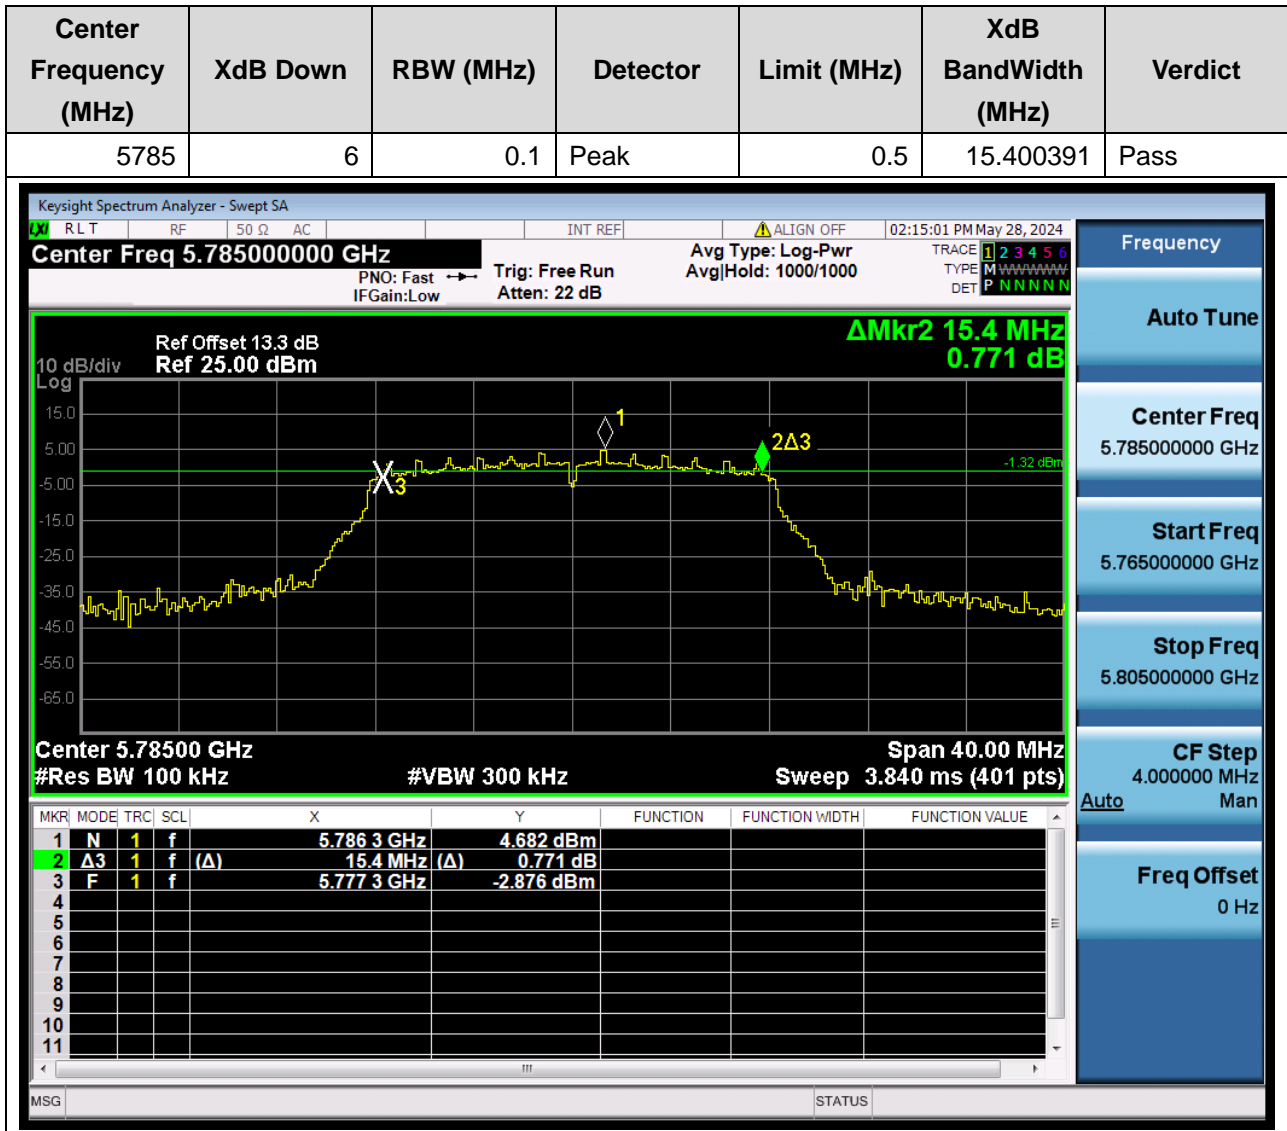 Center Frequency (MHz) XdB Down RBW (MHz) Detector Limit (MHz) XdB BandWidth (MHz) Verdict
5785 6 0.1 Peak 0.5 15.400391 Pass
Keysight Spectrum Analyzer - Swept SA
LXI R L T RF 50 Ω AC INT REF ALIGN OFF 02:15:01 PM May 28, 2024
Center Freq 5.785000000 GHz
PNO: Fast
IFGain:Low
Trig: Free Run
Atten: 22 dB
Avg Type: Log-Pwr
Avg|Hold: 1000/1000
TRACE 1 2 3 4 5 6
TYPE M WWWWW
DET P N N N N N
ΔMkr2 15.4 MHz
0.771 dB
Ref Offset 13.3 dB
10 dB/div Ref 25.00 dBm
Log
15.0
5.00
-5.00
-15.0
-25.0
-35.0
-45.0
-55.0
-65.0
1
2Δ3
3
-1.32 dBm
Center 5.78500 GHz Span 40.00 MHz
#Res BW 100 kHz #VBW 300 kHz Sweep 3.840 ms (401 pts)
MKR MODE TRC SCL X Y FUNCTION FUNCTION WIDTH FUNCTION VALUE
1 N 1 f 5.786 3 GHz 4.682 dBm
2 Δ3 1 f (Δ) 15.4 MHz (Δ) 0.771 dB
3 F 1 f 5.777 3 GHz -2.876 dBm
4
5
6
7
8
9
10
11
MSG STATUS
Frequency
Auto Tune
Center Freq
5.785000000 GHz
Start Freq
5.765000000 GHz
Stop Freq
5.805000000 GHz
CF Step
4.000000 MHz
Auto Man
Freq Offset
0 Hz